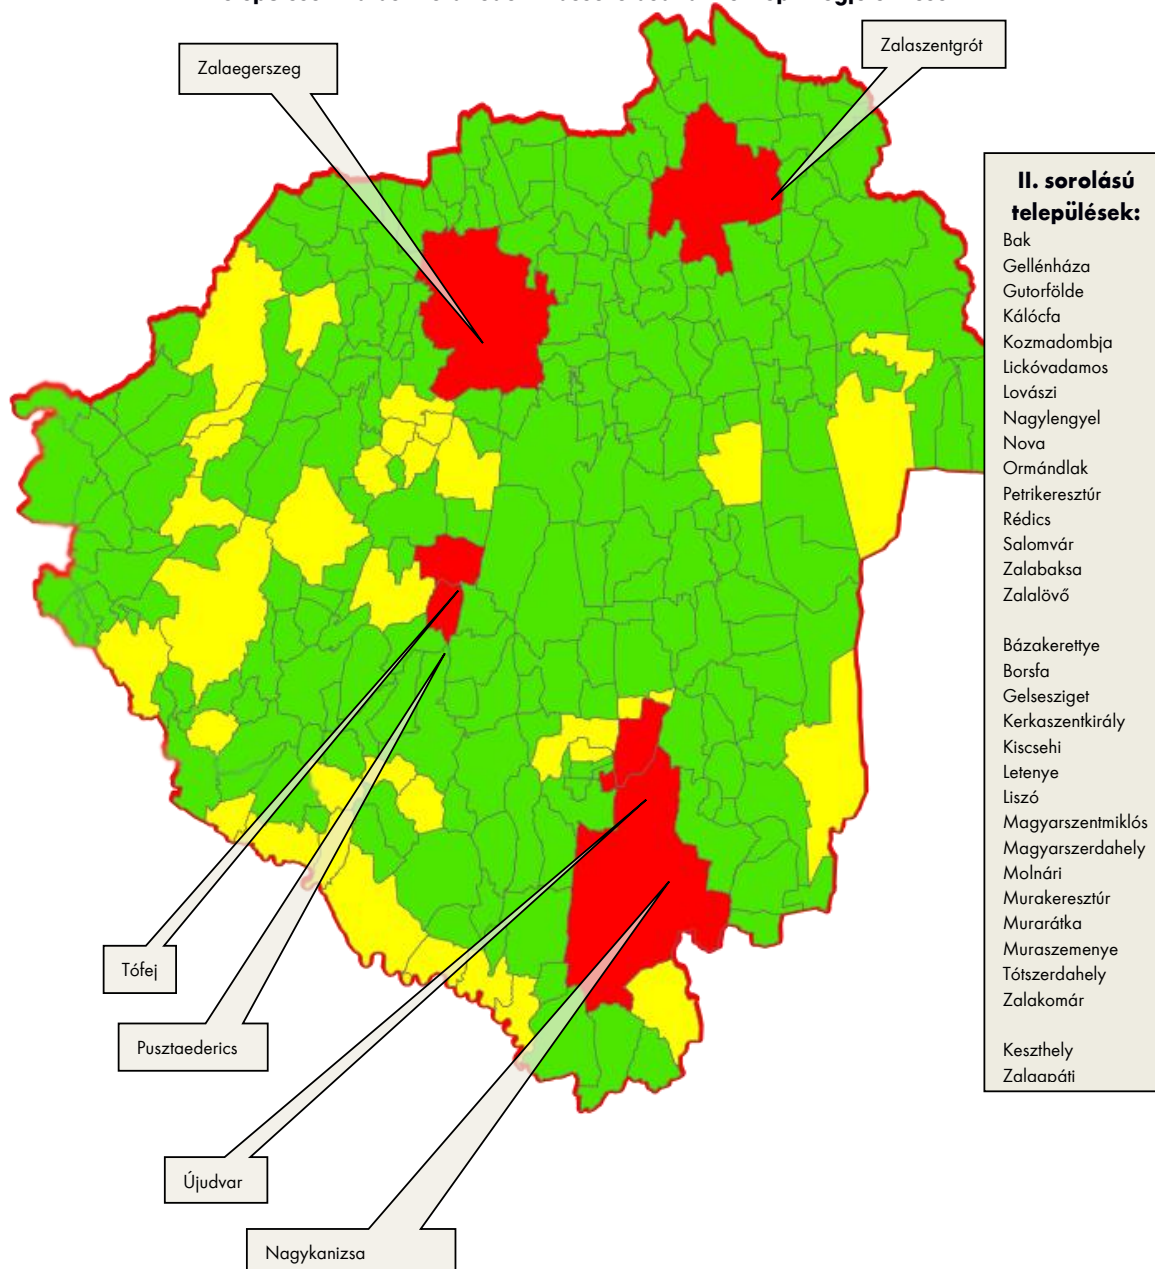 Zalaegerszeg
Zalaszentgrót
II. sorolású
települések:
Bak
Gellénháza
Gutorfölde
Kálócfa
Kozmadombja
Lickóvadamos
Lovászi
Nagylengyel
Nova
Ormándlak
Petrikeresztúr
Rédics
Salomvár
Zalabaksa
Zalalövő
Bázakerettye
Borsfa
Gelsesziget
Kerkaszentkirály
Kiscsehi
Letenye
Liszó
Magyarszentmiklós
Magyarszerdahely
Molnári
Murakeresztúr
Murarátka
Muraszemenye
Tótszerdahely
Zalakomár
Keszthely
Zalaapáti
Tófej
Pusztaederics
Újudvar
Nagykanizsa